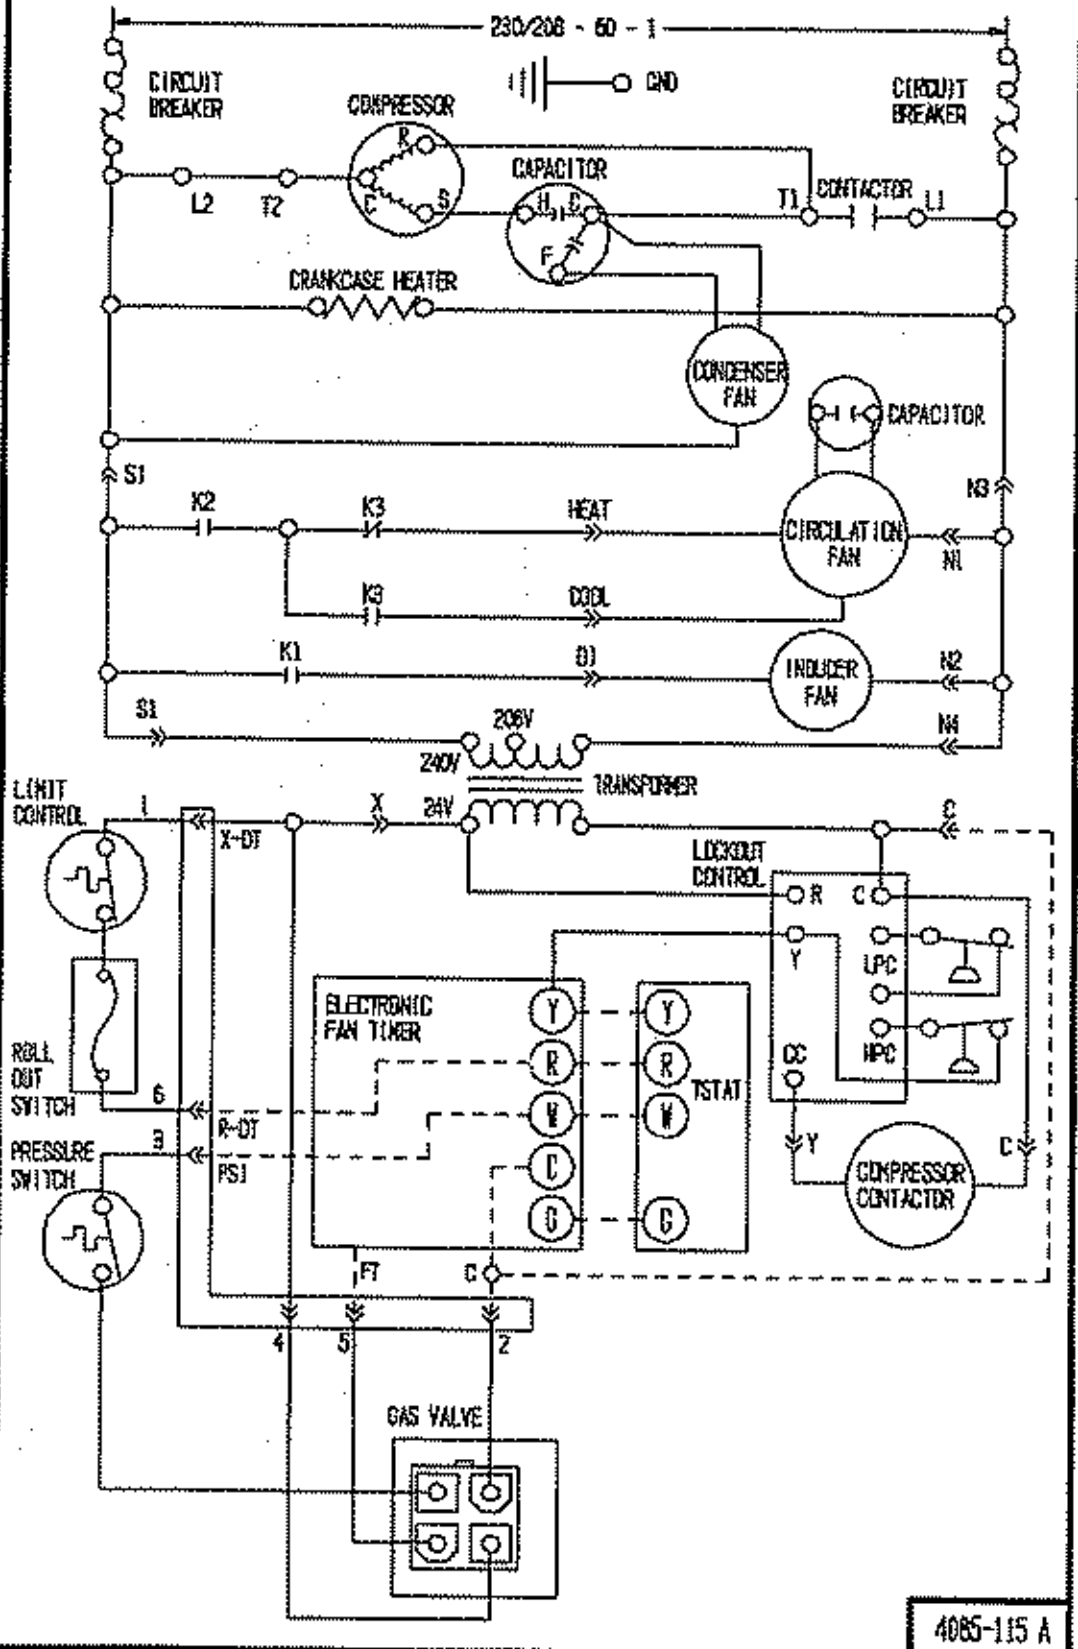 230/208 - 60 - 1
CIRCUIT
BREAKER
GND
CIRCUIT
BREAKER
COMPRESSOR
R
C
S
L2
T2
CAPACITOR
H
C
F
T1
CONTACTOR
L1
CRANKCASE HEATER
CONDENSER
FAN
CAPACITOR
S1
N3
K2
K3
HEAT
CIRCULATION
FAN
N1
K3
COOL
K1
INDUCER
FAN
N2
S1
208V
240V
N4
TRANSFORMER
24V
LIMIT
CONTROL
1
X-DT
X
C
LOCKOUT
CONTROL
R
C
Y
LPC
HPC
CC
ELECTRONIC
FAN TIMER
Y
R
W
C
G
Y
R
W
G
TSTAT
ROLL
OUT
SWITCH
6
R-DT
3
PS1
PRESSURE
SWITCH
Y
C
COMPRESSOR
CONTACTOR
FT
C
4
5
2
GAS VALVE
4085-115 A